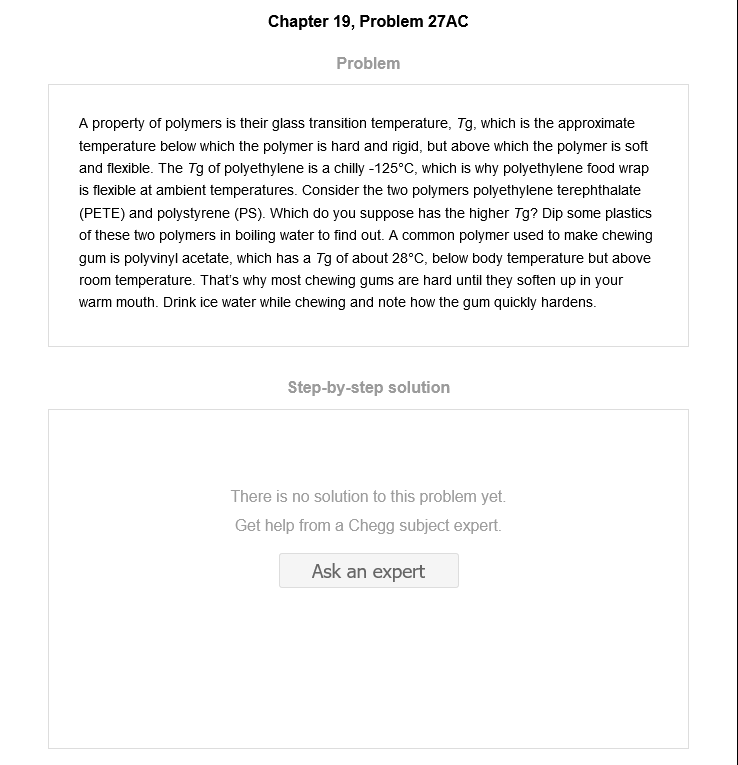 Chapter 19, Problem 27AC
Problem
A property of polymers is their glass transition temperature, Tg, which is the approximate
temperature below which the polymer is hard and rigid, but above which the polymer is soft
and flexible. The Tg of polyethylene is a chilly -125°C, which is why polyethylene food wrap
is flexible at ambient temperatures. Consider the two polymers polyethylene terephthalate
(PETE) and polystyrene (PS). Which do you suppose has the higher Tg? Dip some plastics
of these two polymers in boiling water to find out. A common polymer used to make chewing
gum is polyvinyl acetate, which has a Tg of about 28°C, below body temperature but above
room temperature. That's why most chewing gums are hard until they soften up in your
warm mouth. Drink ice water while chewing and note how the gum quickly hardens.
Step-by-step solution
There is no solution to this problem yet.
Get help from a Chegg subject expert.
Ask an expert